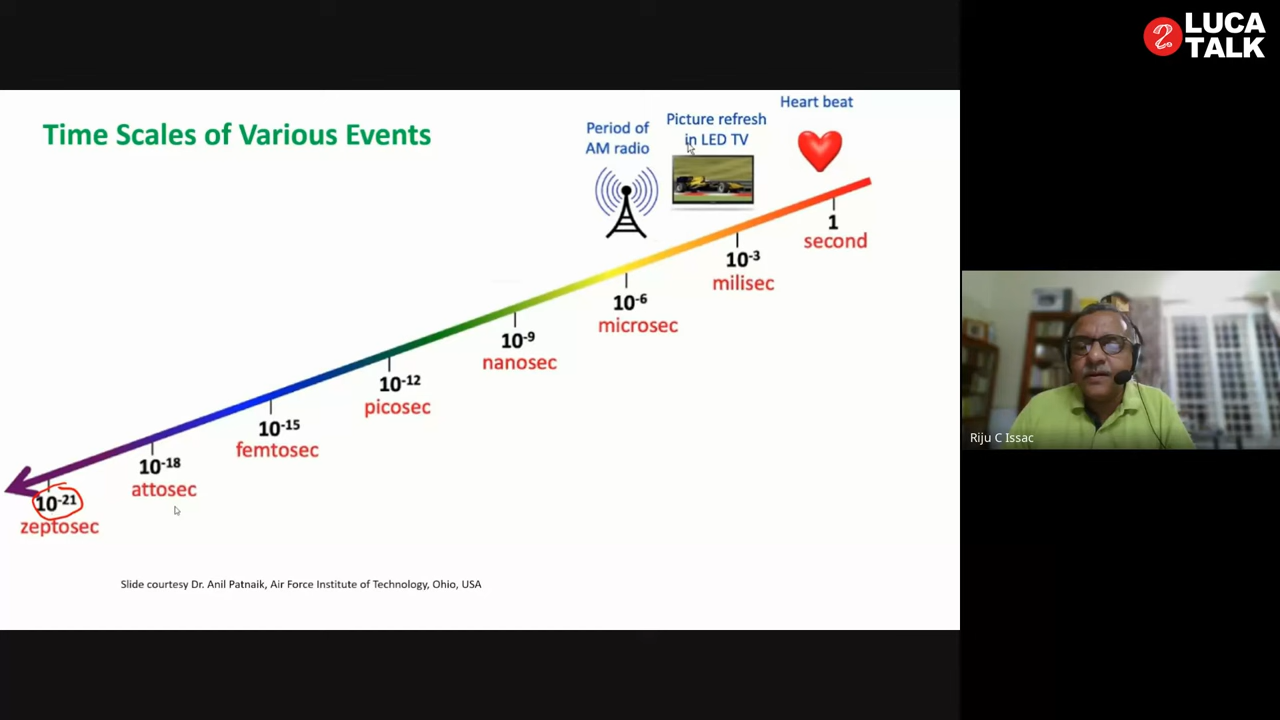 LUCA
TALK
Time Scales of Various Events
Period of
AM radio
Picture refresh
in LED TV
Heart beat
1
second
10-3
milisec
10-6
microsec
10-9
nanosec
10-12
picosec
10-15
femtosec
10-18
attosec
10-21
zeptosec
Slide courtesy Dr. Anil Patnaik, Air Force Institute of Technology, Ohio, USA
Riju C Issac